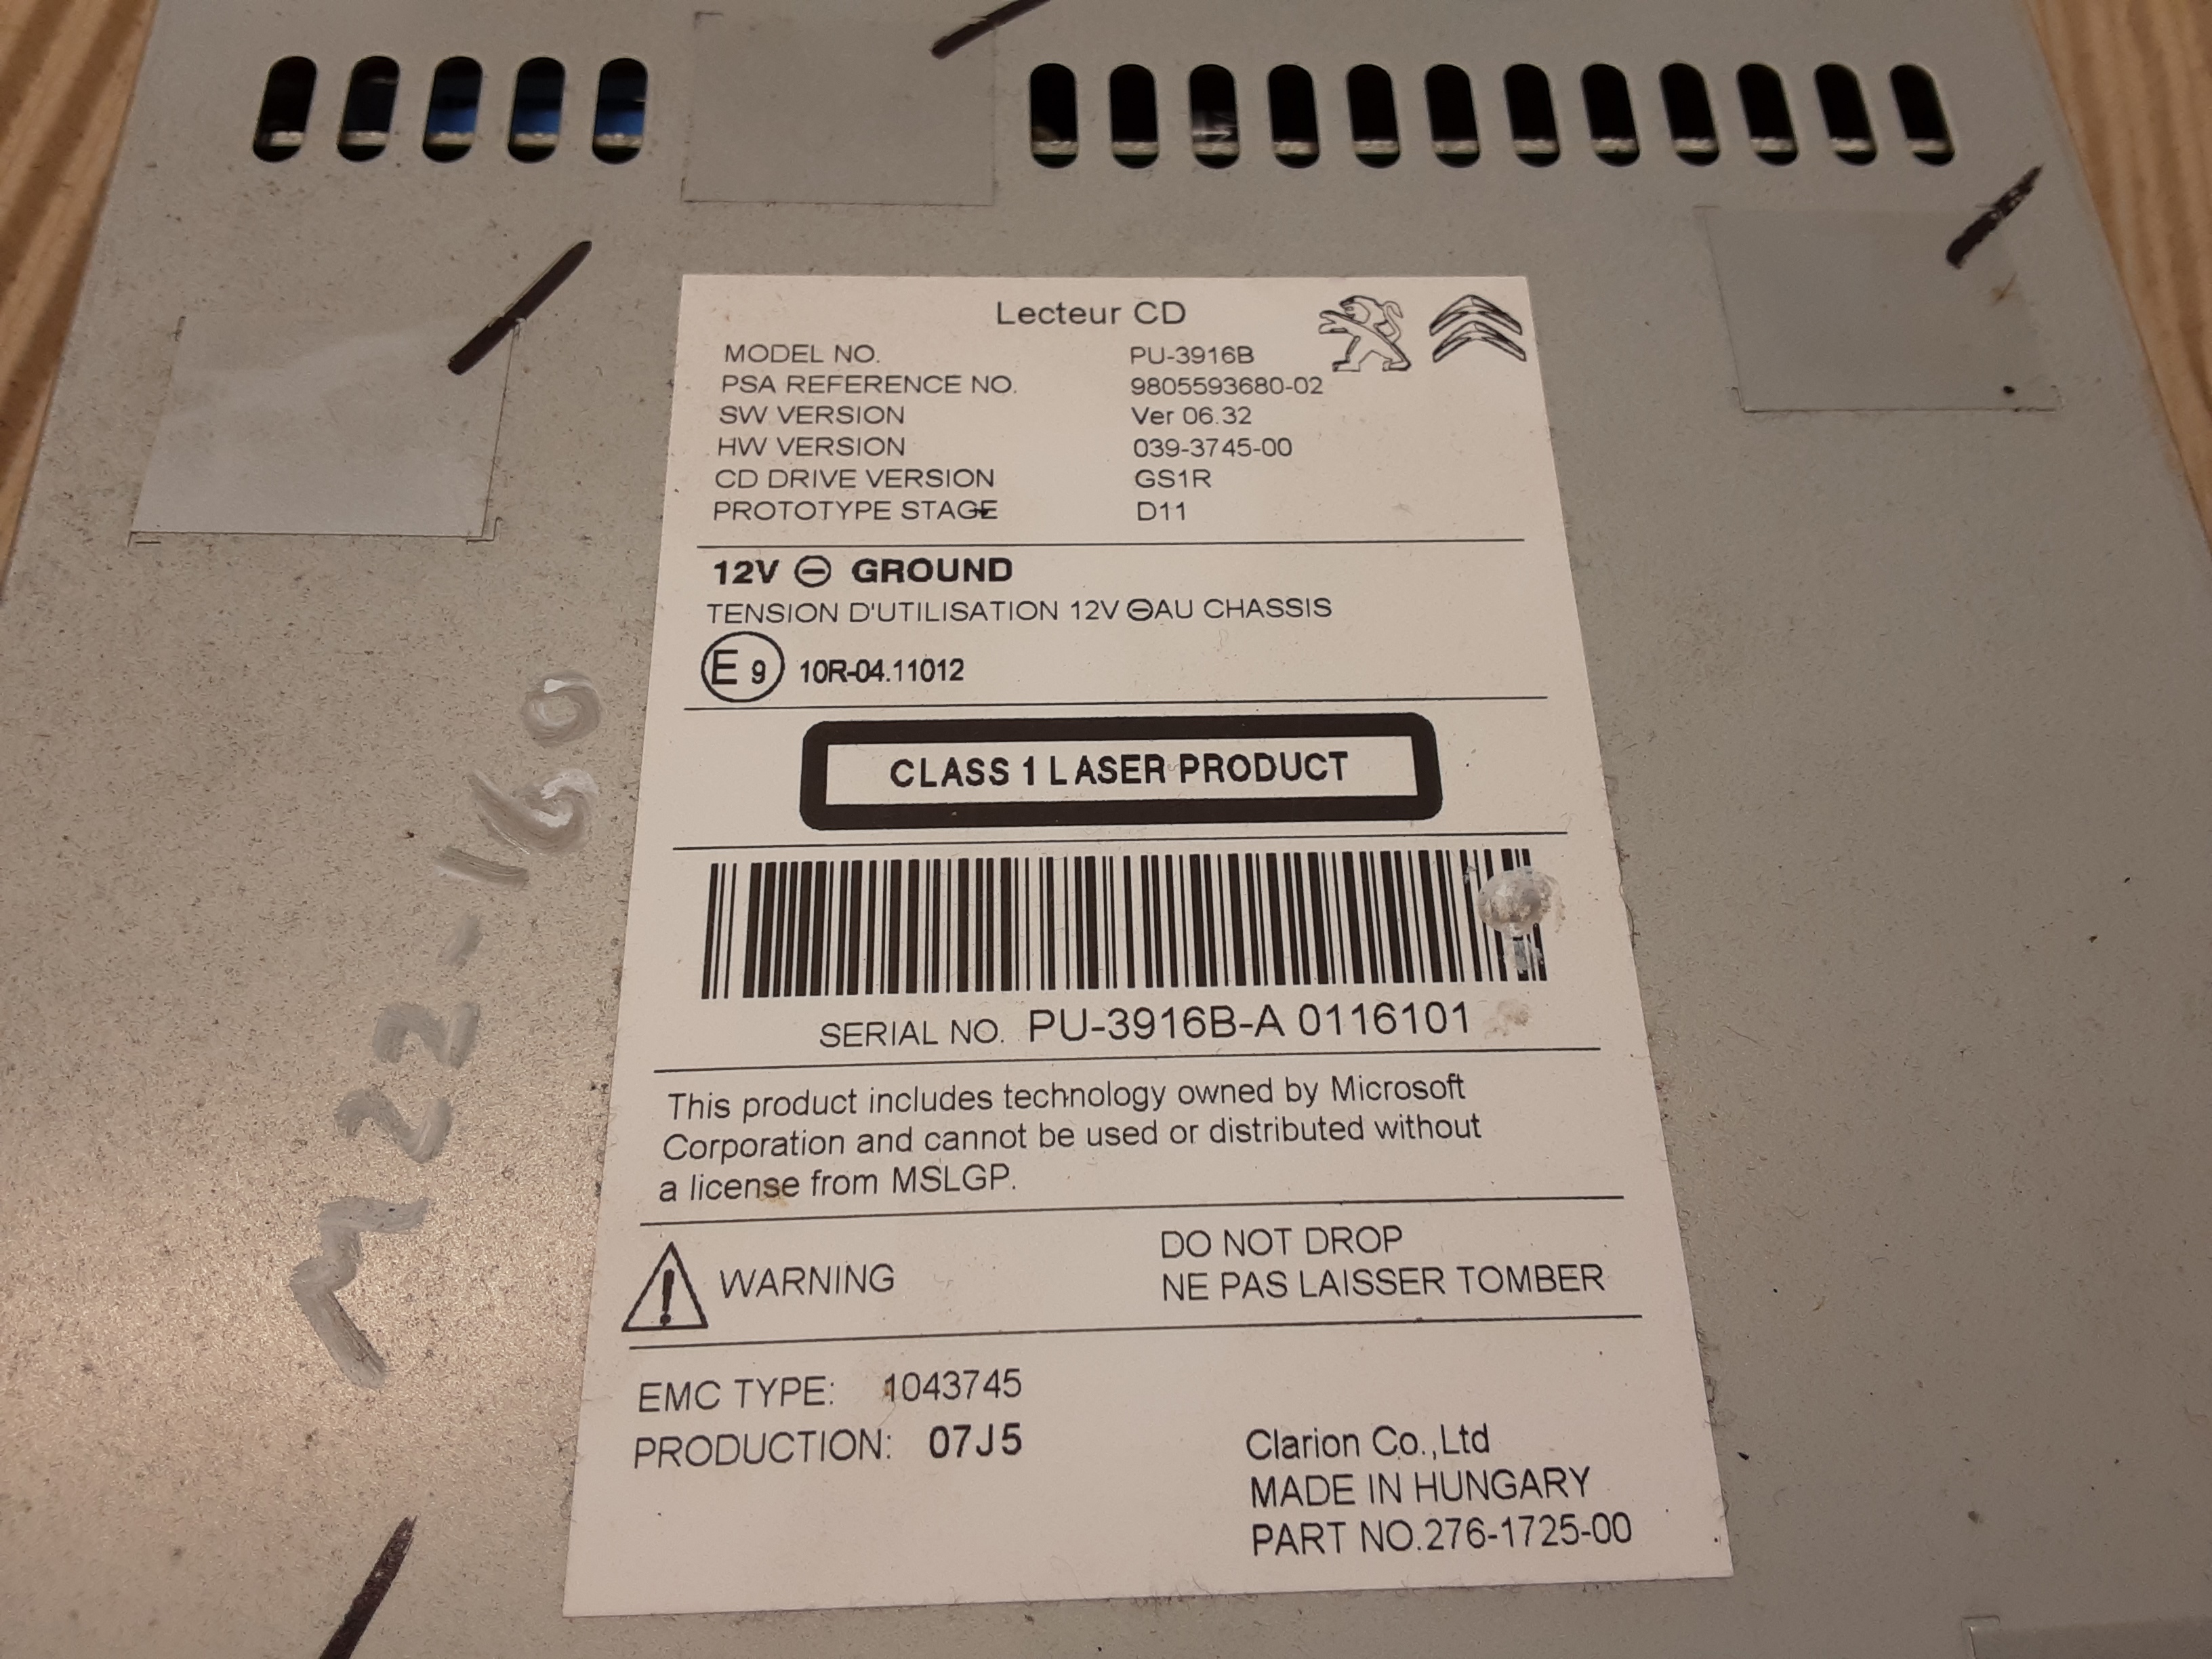 Lecteur CD
MODEL NO. PU-3916B
PSA REFERENCE NO. 9805593680-02
SW VERSION Ver 06.32
HW VERSION 039-3745-00
CD DRIVE VERSION GS1R
PROTOTYPE STAGE D11
12V ⊖ GROUND
TENSION D'UTILISATION 12V ⊖AU CHASSIS
E9 10R-04.11012
CLASS 1 LASER PRODUCT
SERIAL NO. PU-3916B-A 0116101
This product includes technology owned by Microsoft
Corporation and cannot be used or distributed without
a license from MSLGP.
WARNING
DO NOT DROP
NE PAS LAISSER TOMBER
EMC TYPE: 1043745
PRODUCTION: 07J5
Clarion Co.,Ltd
MADE IN HUNGARY
PART NO.276-1725-00
M22-160